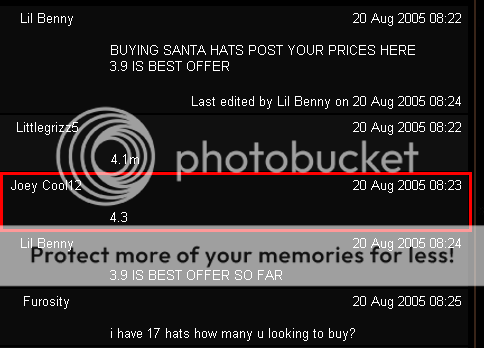 Lil Benny 20 Aug 2005 08:22
BUYING SANTA HATS POST YOUR PRICES HERE
3.9 IS BEST OFFER
Last edited by Lil Benny on 20 Aug 2005 08:24
Littlegrizz5 20 Aug 2005 08:22
4.1m
photobucket
Joey Cool12 20 Aug 2005 08:23
4.3
Lil Benny 20 Aug 2005 08:24
Protect more of your memories for less!
3.9 IS BEST OFFER SO FAR
Furosity 20 Aug 2005 08:25
i have 17 hats how many u looking to buy?